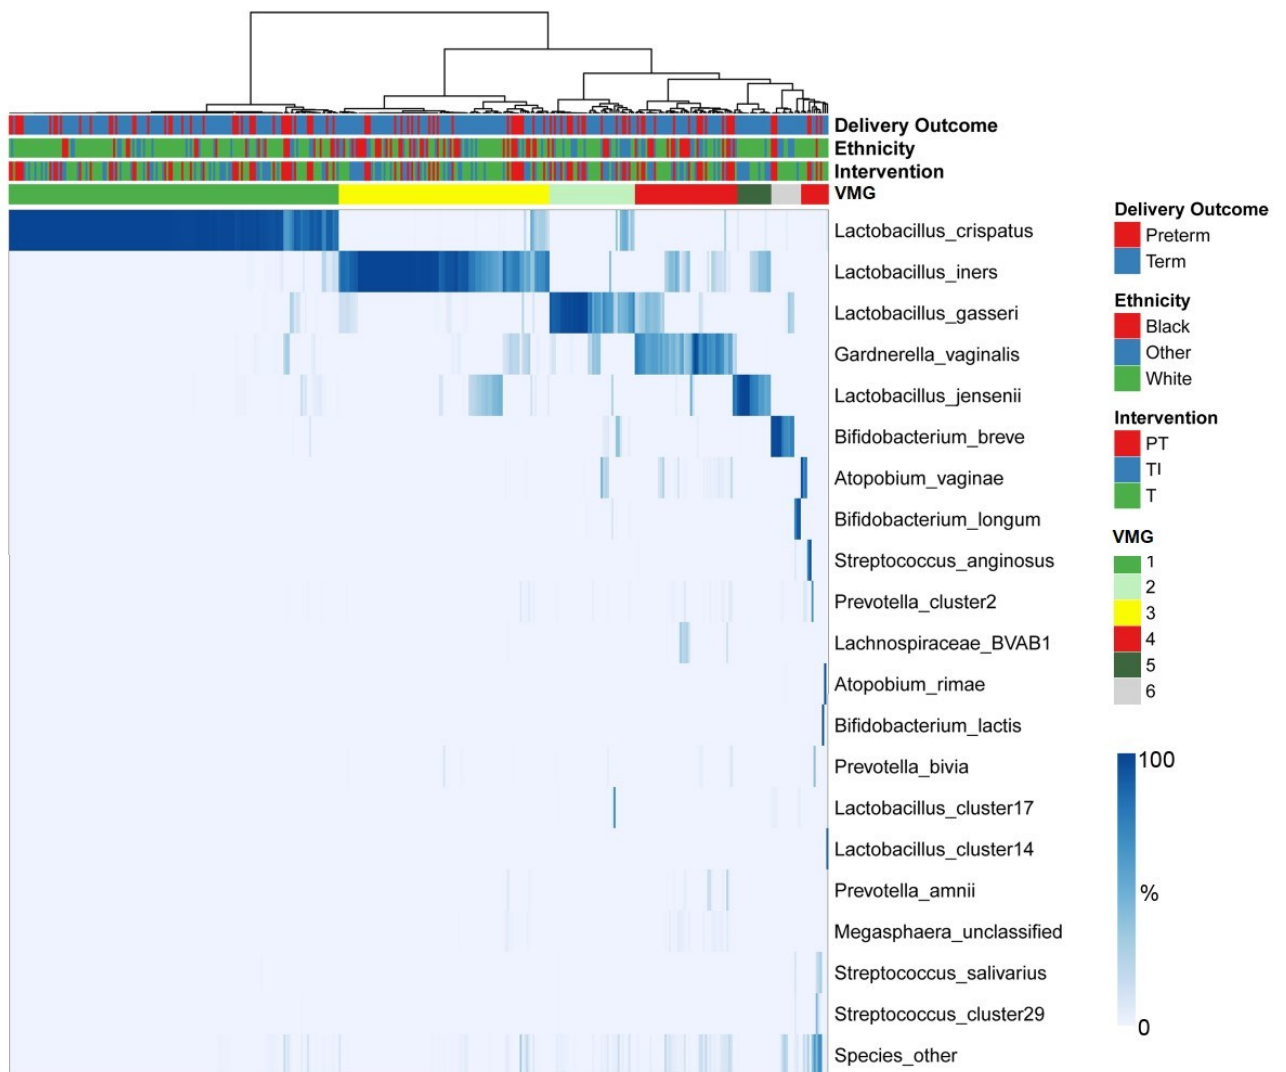 Delivery Outcome
Ethnicity
Intervention
VMG
Lactobacillus_crispatus
Lactobacillus_iners
Lactobacillus_gasseri
Gardnerella_vaginalis
Lactobacillus_jensenii
Bifidobacterium_breve
Atopobium_vaginae
Bifidobacterium_longum
Streptococcus_anginosus
Prevotella_cluster2
Lachnospiraceae_BVAB1
Atopobium_rimae
Bifidobacterium_lactis
Prevotella_bivia
Lactobacillus_cluster17
Lactobacillus_cluster14
Prevotella_amnii
Megasphaera_unclassified
Streptococcus_salivarius
Streptococcus_cluster29
Species_other
Delivery Outcome
Preterm
Term
Ethnicity
Black
Other
White
Intervention
PT
TI
T
VMG
1
2
3
4
5
6
100
%
0